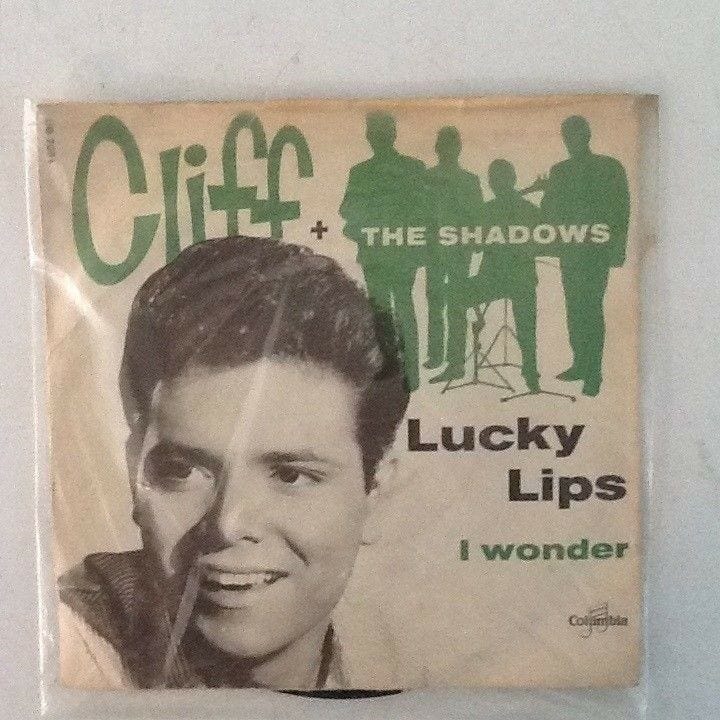 Cliff
+ THE SHADOWS
Lucky
Lips
I wonder
Columbia